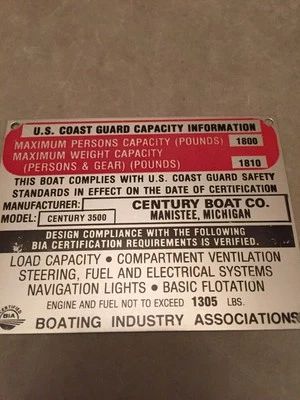 U.S. COAST GUARD CAPACITY INFORMATION
MAXIMUM PERSONS CAPACITY (POUNDS) 1800
MAXIMUM WEIGHT CAPACITY
(PERSONS & GEAR) (POUNDS) 1810
THIS BOAT COMPLIES WITH U.S. COAST GUARD SAFETY
STANDARDS IN EFFECT ON THE DATE OF CERTIFICATION
MANUFACTURER: CENTURY BOAT CO.
MODEL: CENTURY 3500 MANISTEE, MICHIGAN
DESIGN COMPLIANCE WITH THE FOLLOWING
BIA CERTIFICATION REQUIREMENTS IS VERIFIED.
LOAD CAPACITY • COMPARTMENT VENTILATION
STEERING, FUEL AND ELECTRICAL SYSTEMS
NAVIGATION LIGHTS • BASIC FLOTATION
ENGINE AND FUEL NOT TO EXCEED 1305 LBS.
CERTIFIED
BIA
BOATING INDUSTRY ASSOCIATIONS